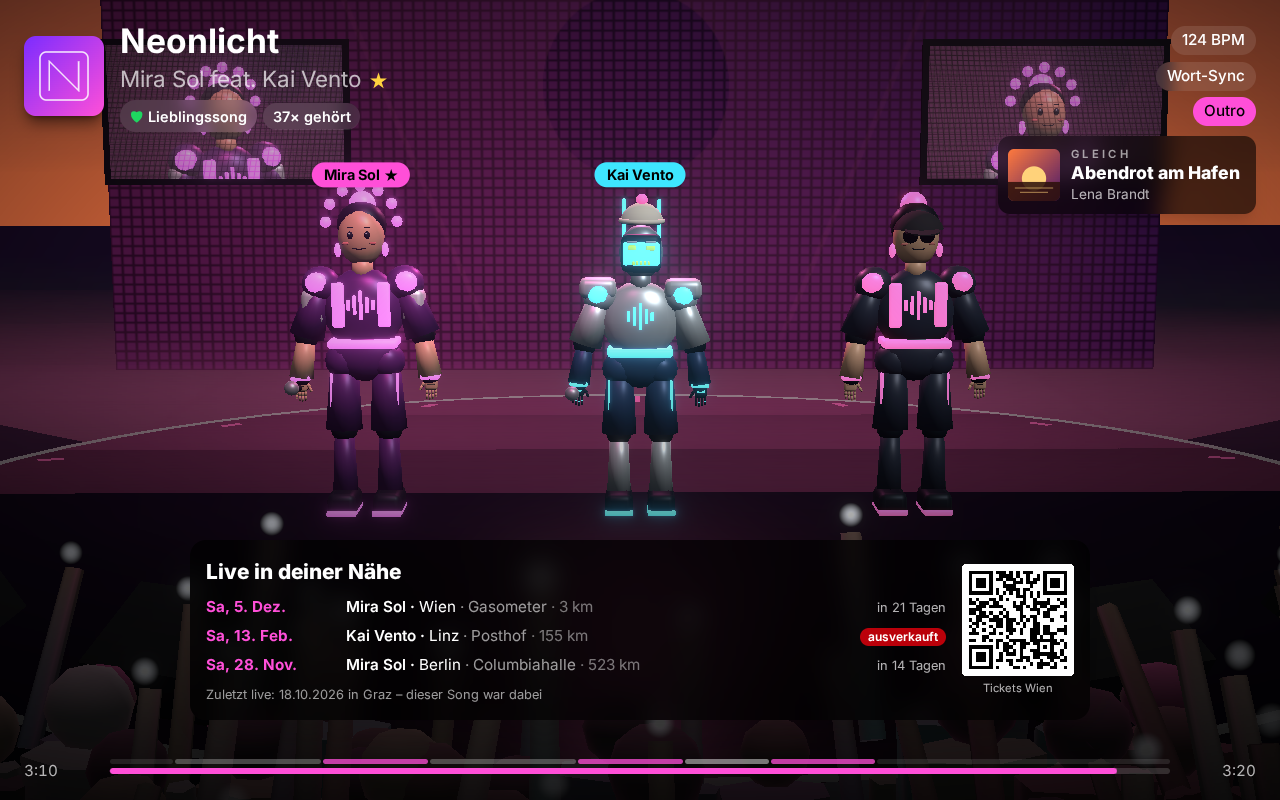 N
Neonlicht
Mira Sol feat. Kai Vento ★
Lieblingssong
37× gehört
124 BPM
Wort-Sync
Outro
GLEICH
Abendrot am Hafen
Lena Brandt
Mira Sol ★
Kai Vento
Live in deiner Nähe
Sa, 5. Dez. Mira Sol · Wien · Gasometer · 3 km in 21 Tagen
Sa, 13. Feb. Kai Vento · Linz · Posthof · 155 km ausverkauft
Sa, 28. Nov. Mira Sol · Berlin · Columbiahalle · 523 km in 14 Tagen
Zuletzt live: 18.10.2026 in Graz – dieser Song war dabei
Tickets Wien
3:10
3:20